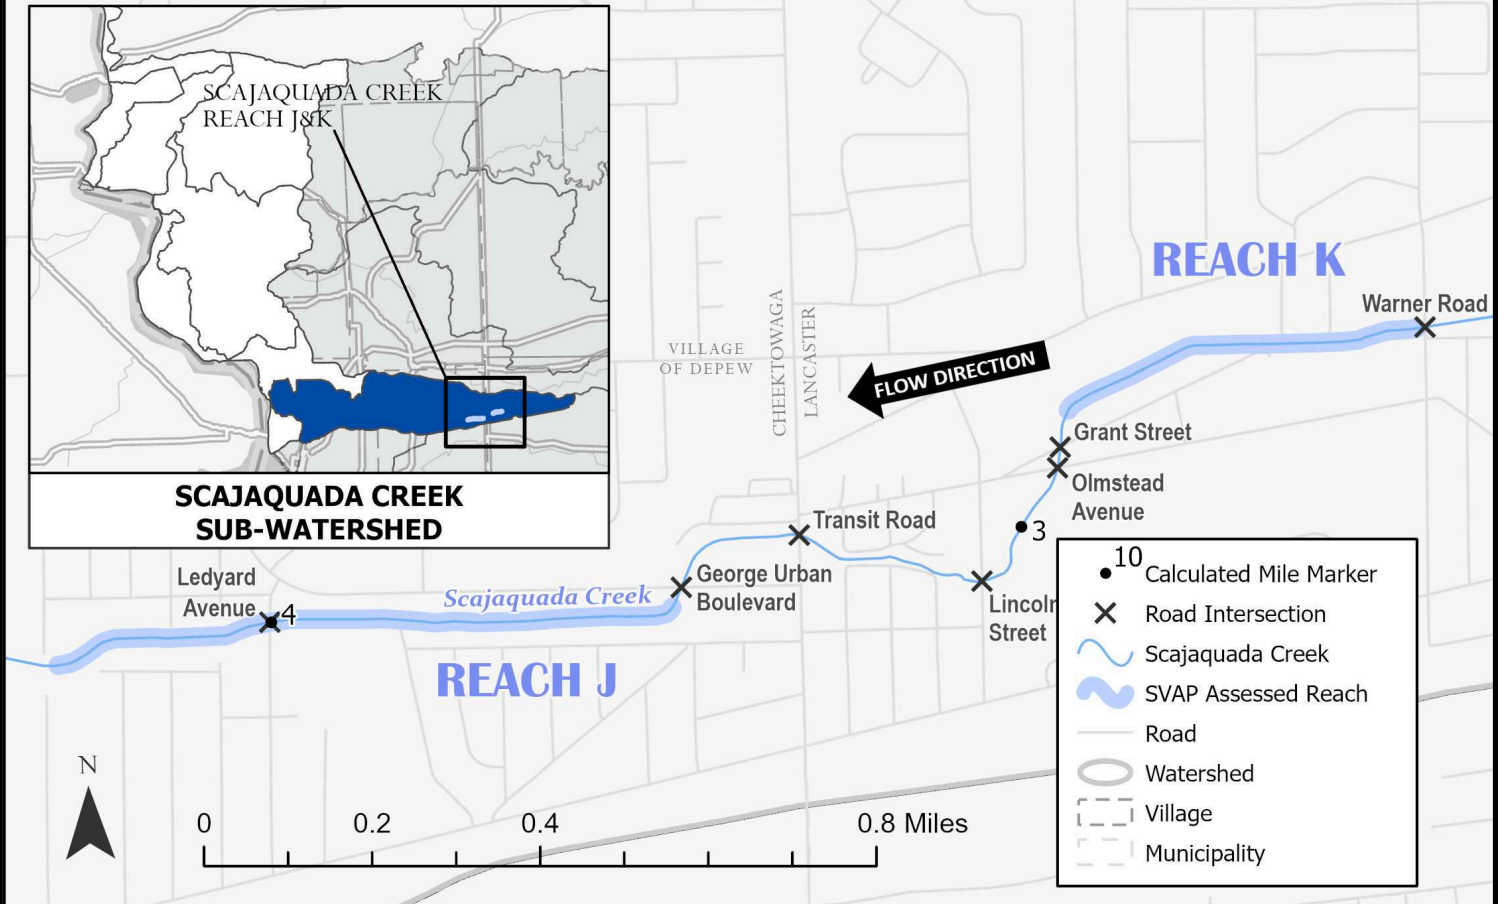 SCAJAQUADA CREEK
REACH J&K
SCAJAQUADA CREEK
SUB-WATERSHED
REACH K
Warner Road
VILLAGE
OF DEPEW
CHEEKTOWAGA
LANCASTER
FLOW DIRECTION
Grant Street
Olmstead
Avenue
Transit Road
3
George Urban
Boulevard
Lincoln
Street
Ledyard
Avenue
4
Scajaquada Creek
REACH J
N
0
0.2
0.4
0.8 Miles
10
Calculated Mile Marker
Road Intersection
Scajaquada Creek
SVAP Assessed Reach
Road
Watershed
Village
Municipality